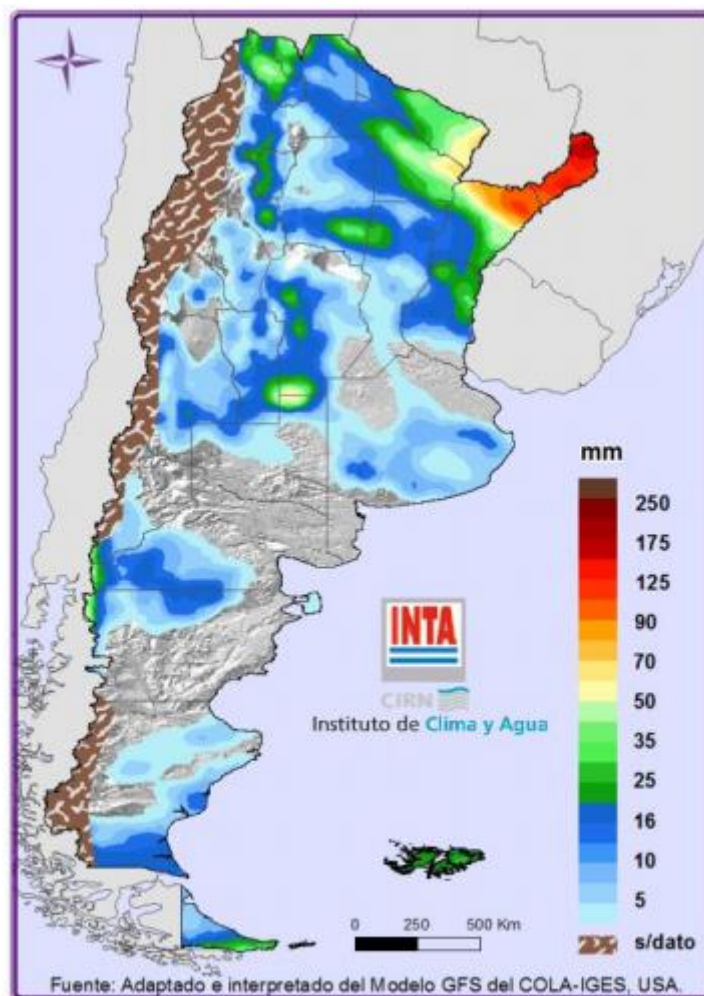 mm
250
175
125
90
70
50
35
25
16
10
5
s/dato
INTA
CIRN
Instituto de Clima y Agua
0 250 500 Km
Fuente: Adaptado e interpretado del Modelo GFS del COLA-IGES, USA.